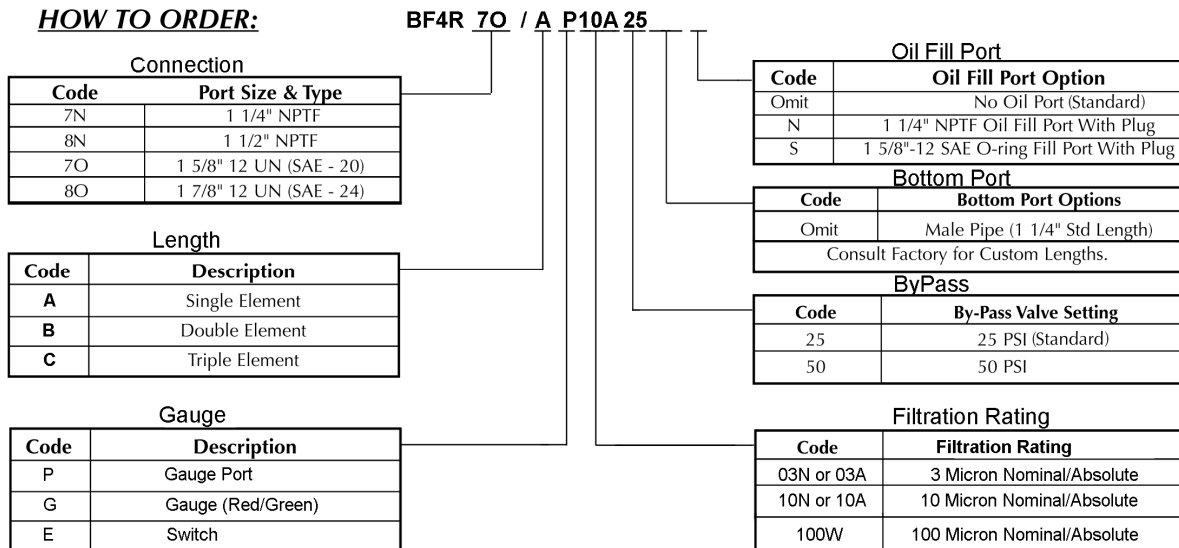 HOW TO ORDER:
BF4R 7O / A P 10A 25 __ __
Connection
Code Port Size & Type
7N 1 1/4" NPTF
8N 1 1/2" NPTF
7O 1 5/8" 12 UN (SAE - 20)
8O 1 7/8" 12 UN (SAE - 24)
Length
Code Description
A Single Element
B Double Element
C Triple Element
Gauge
Code Description
P Gauge Port
G Gauge (Red/Green)
E Switch
Oil Fill Port
Code Oil Fill Port Option
Omit No Oil Port (Standard)
N 1 1/4" NPTF Oil Fill Port With Plug
S 1 5/8"-12 SAE O-ring Fill Port With Plug
Bottom Port
Code Bottom Port Options
Omit Male Pipe (1 1/4" Std Length)
Consult Factory for Custom Lengths.
ByPass
Code By-Pass Valve Setting
25 25 PSI (Standard)
50 50 PSI
Filtration Rating
Code Filtration Rating
03N or 03A 3 Micron Nominal/Absolute
10N or 10A 10 Micron Nominal/Absolute
100W 100 Micron Nominal/Absolute